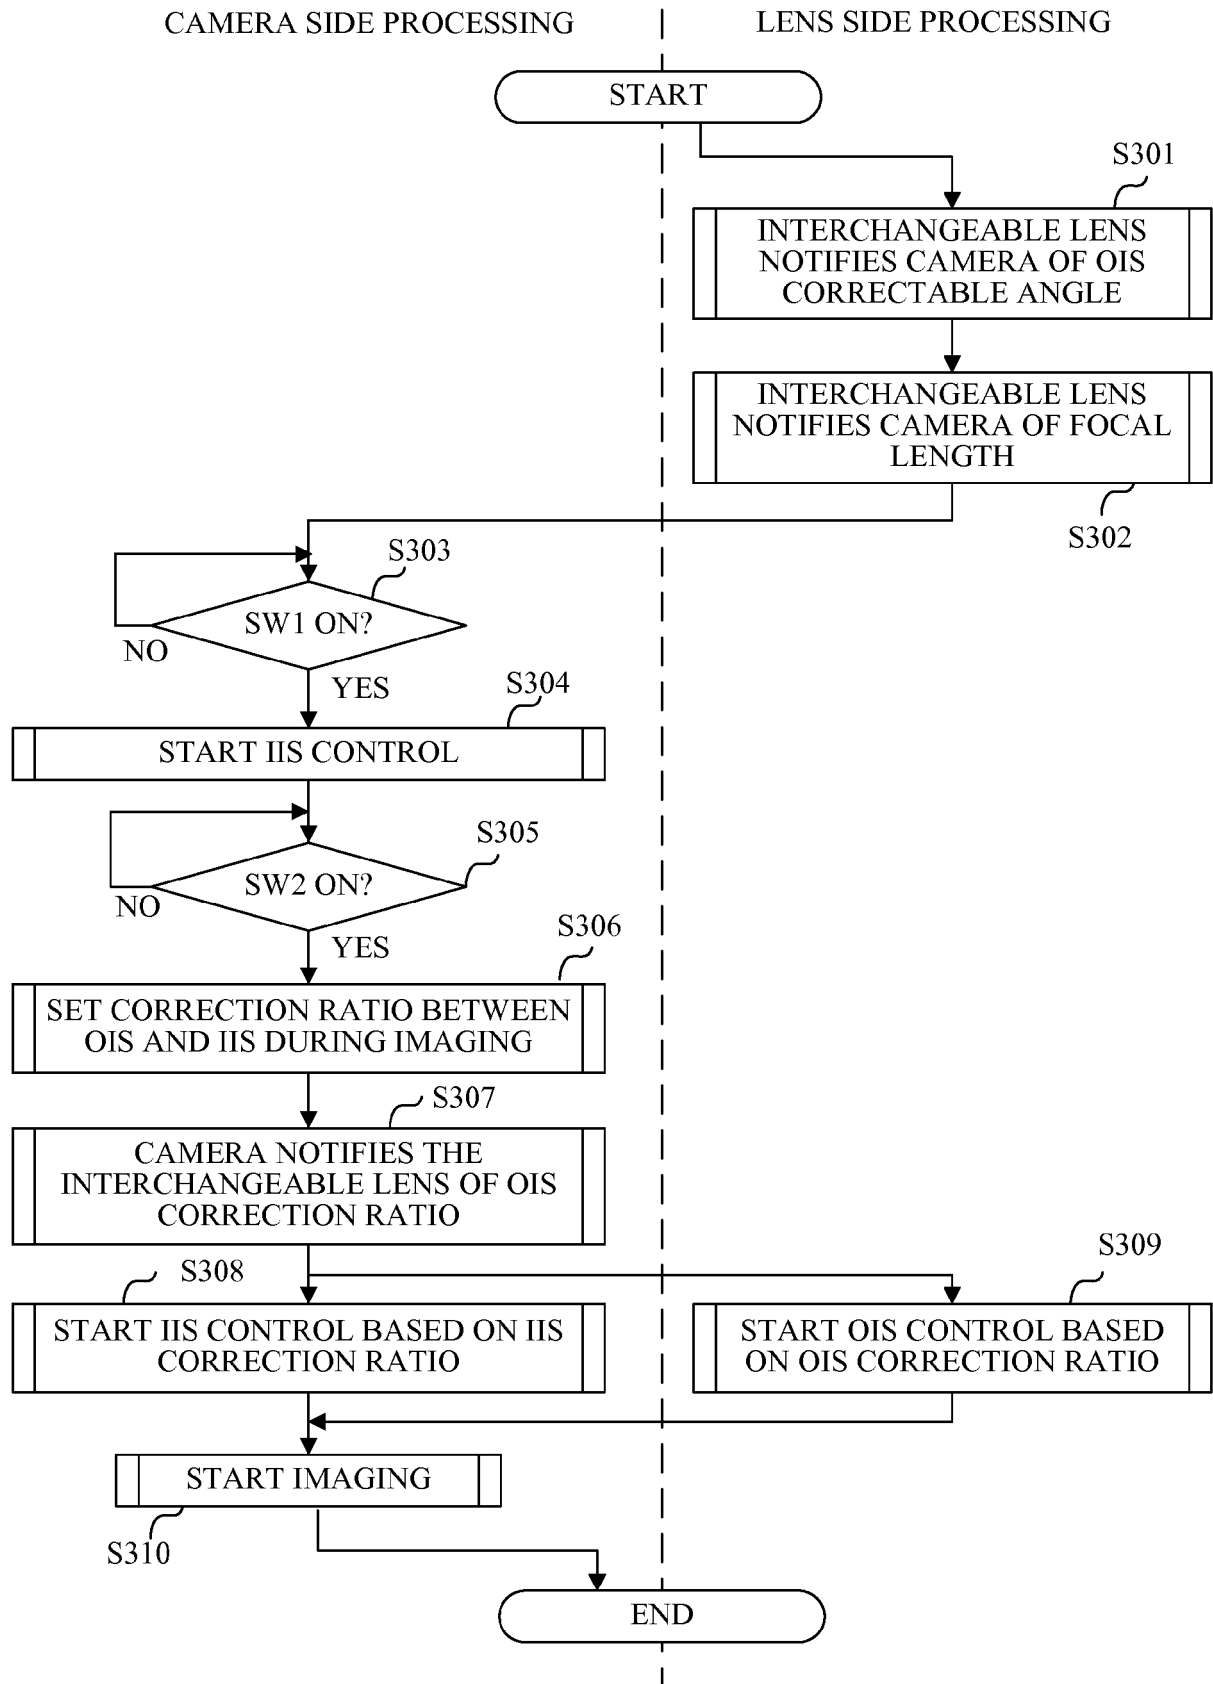 CAMERA SIDE PROCESSING
LENS SIDE PROCESSING
START
S301
INTERCHANGEABLE LENS
NOTIFIES CAMERA OF OIS
CORRECTABLE ANGLE
INTERCHANGEABLE LENS
NOTIFIES CAMERA OF FOCAL
LENGTH
S302
S303
SW1 ON?
NO
YES
S304
START IIS CONTROL
S305
SW2 ON?
NO
YES
S306
SET CORRECTION RATIO BETWEEN
OIS AND IIS DURING IMAGING
S307
CAMERA NOTIFIES THE
INTERCHANGEABLE LENS OF OIS
CORRECTION RATIO
S308
START IIS CONTROL BASED ON IIS
CORRECTION RATIO
S309
START OIS CONTROL BASED
ON OIS CORRECTION RATIO
START IMAGING
S310
END